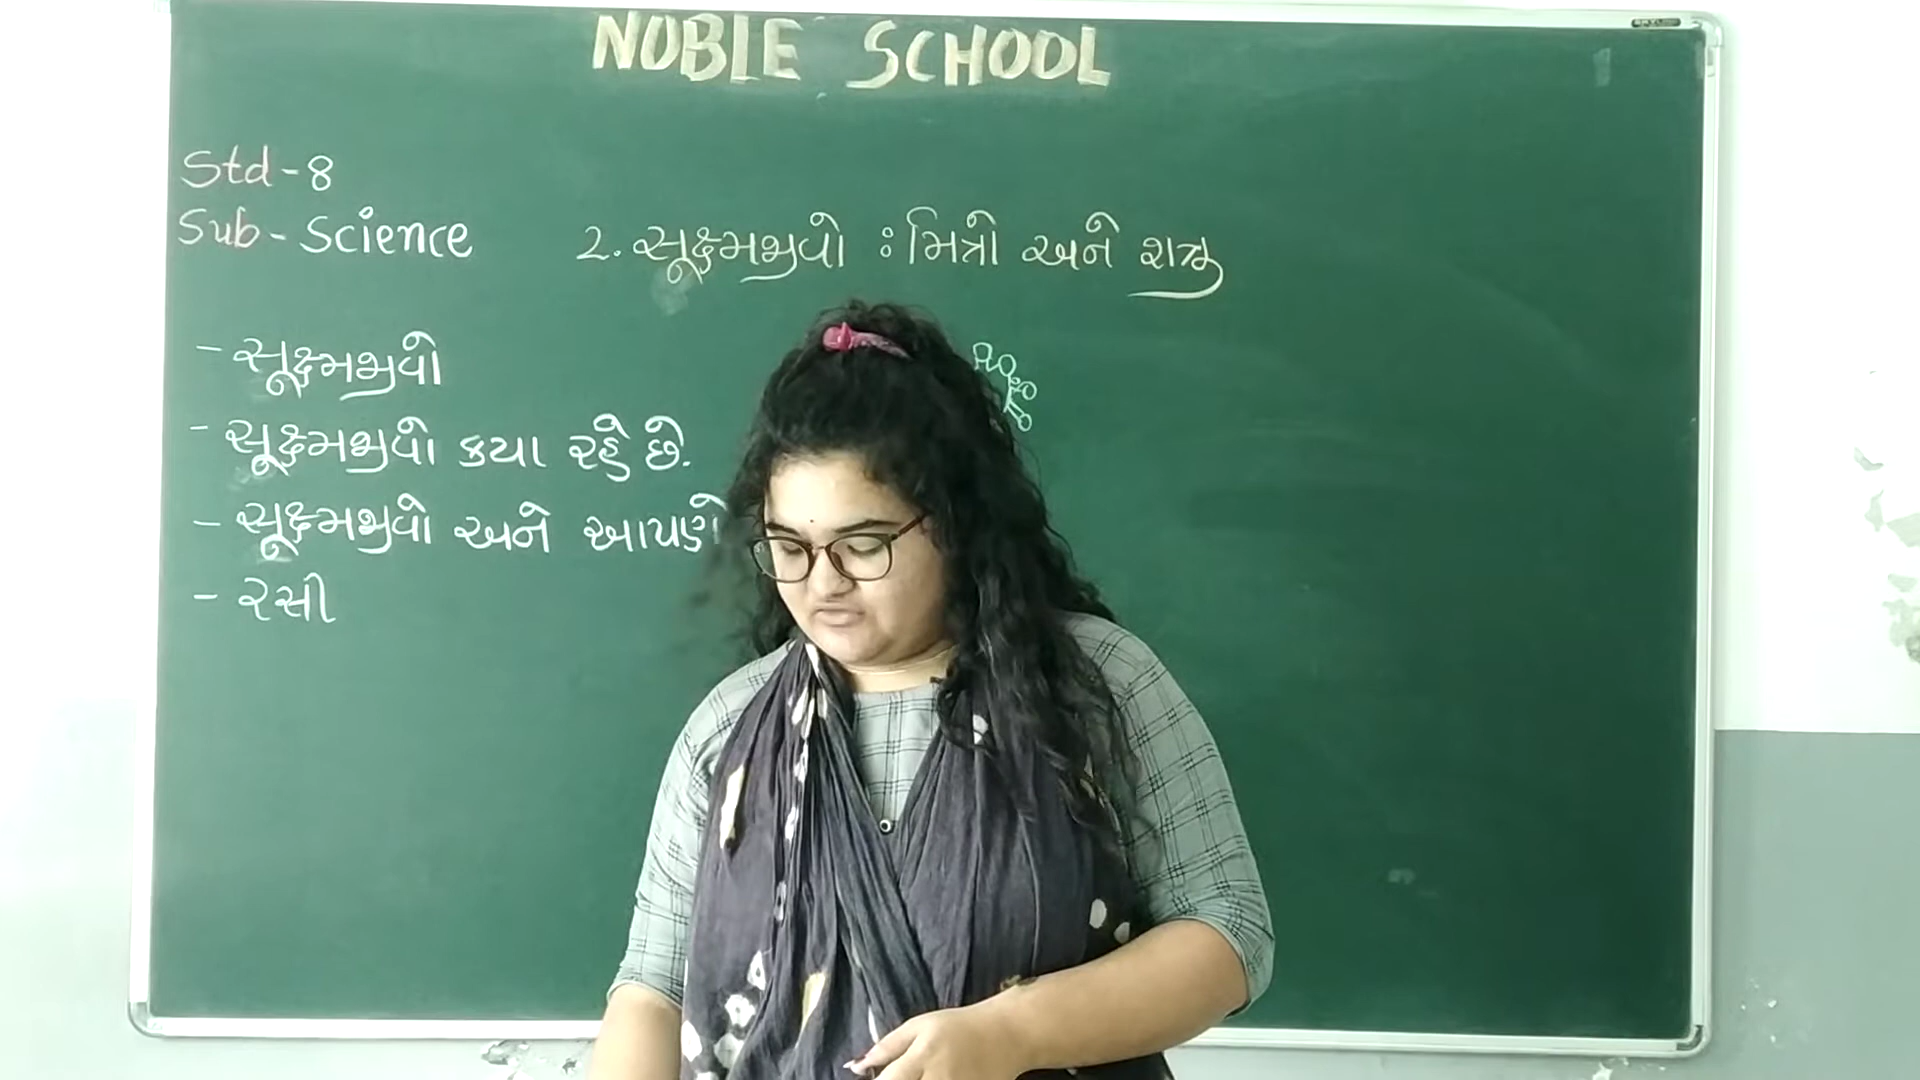 NOBLE SCHOOL
Std-8
Sub-Science
2. સૂક્ષ્મજીવો : મિત્રો અને શત્રુ
- સૂક્ષ્મજીવો
- સૂક્ષ્મજીવો કયા રહે છે.
- સૂક્ષ્મજીવો અને આપણે
- રસી